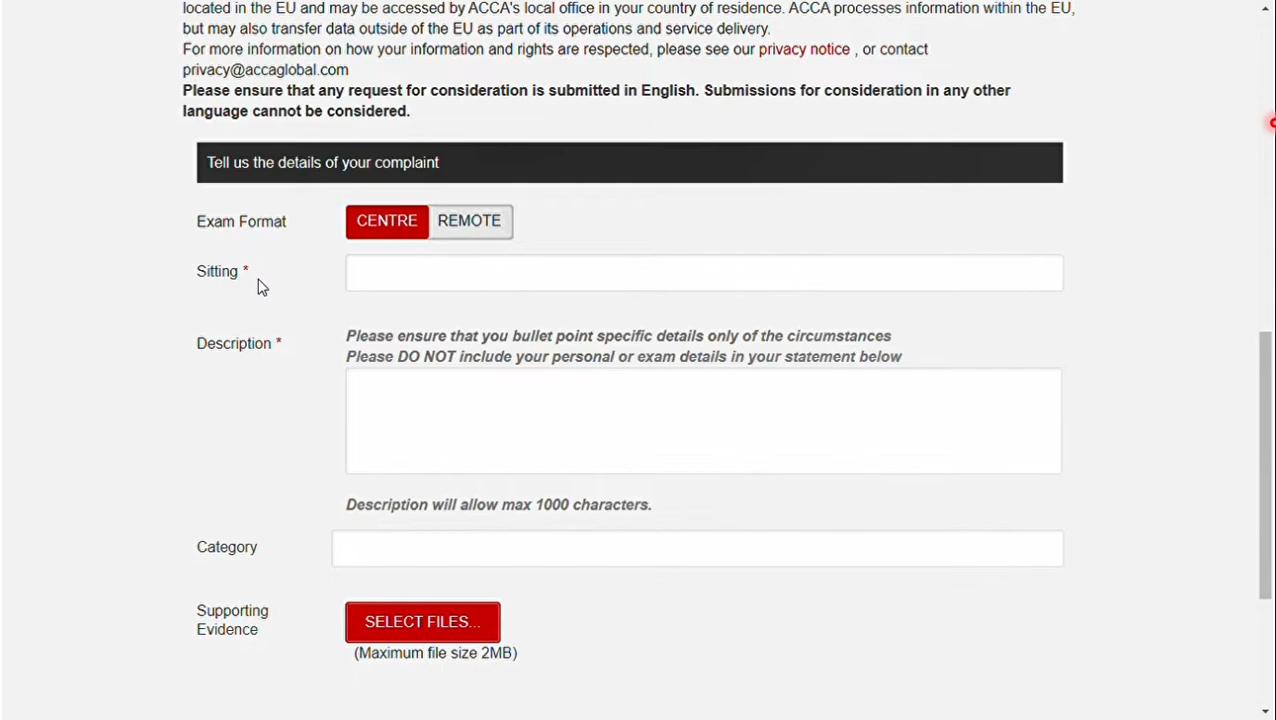 located in the EU and may be accessed by ACCA's local office in your country of residence. ACCA processes information within the EU,
but may also transfer data outside of the EU as part of its operations and service delivery.
For more information on how your information and rights are respected, please see our privacy notice , or contact
privacy@accaglobal.com
Please ensure that any request for consideration is submitted in English. Submissions for consideration in any other
language cannot be considered.
Tell us the details of your complaint
Exam Format CENTRE REMOTE
Sitting *
Please ensure that you bullet point specific details only of the circumstances
Description *
Please DO NOT include your personal or exam details in your statement below
Description will allow max 1000 characters.
Category
Supporting
Evidence
SELECT FILES...
(Maximum file size 2MB)